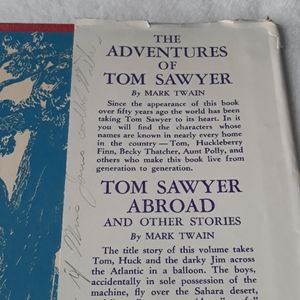 THE
ADVENTURES
OF
TOM SAWYER
By MARK TWAIN
Since the appearance of this book
over fifty years ago the world has been
taking Tom Sawyer to its heart. In it
you will find the characters whose
names are known in nearly every home
in the country—Tom, Huckleberry
Finn, Becky Thatcher, Aunt Polly, and
others who make this book live from
generation to generation.
TOM SAWYER
ABROAD
AND OTHER STORIES
By MARK TWAIN
The title story of this volume takes
Tom, Huck and the darky Jim across
the Atlantic in a balloon. The boys,
accidentally in sole possession of the
machine, fly over the Sahara desert,